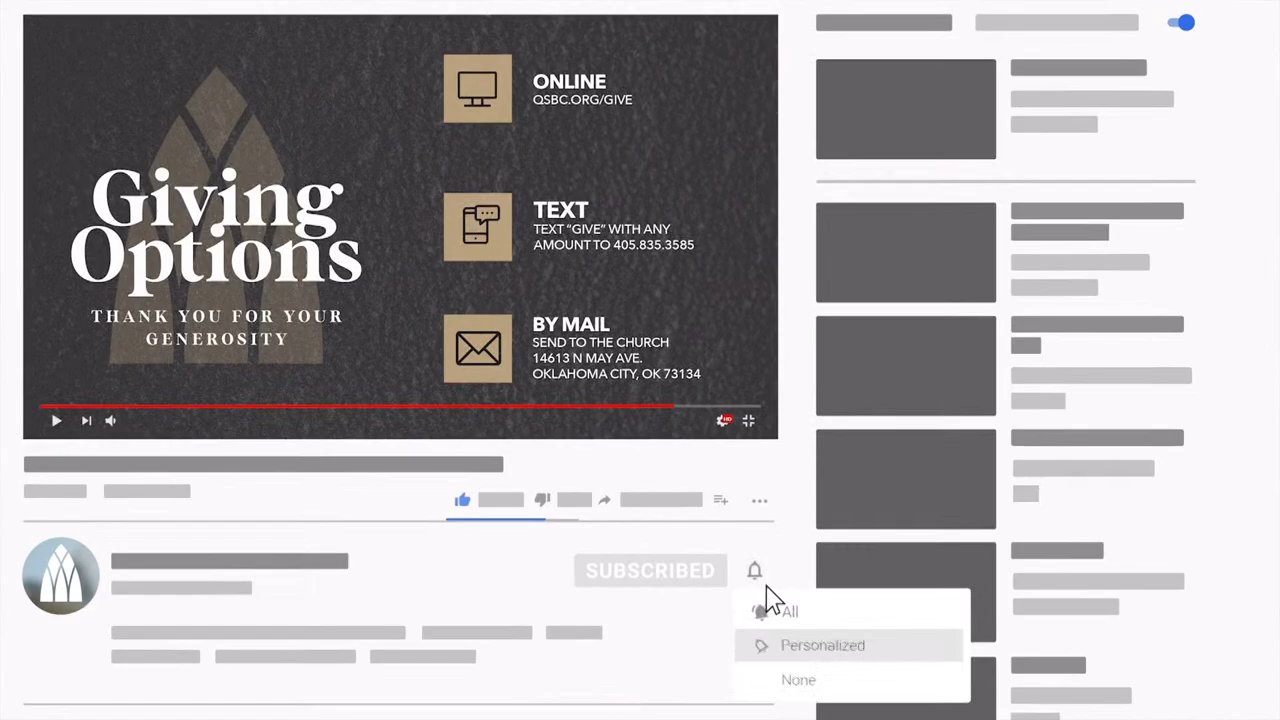 Giving
Options
THANK YOU FOR YOUR
GENEROSITY
ONLINE
QSBC.ORG/GIVE
TEXT
TEXT “GIVE” WITH ANY
AMOUNT TO 405.835.3585
BY MAIL
SEND TO THE CHURCH
14613 N MAY AVE.
OKLAHOMA CITY, OK 73134
HD
SUBSCRIBED
All
Personalized
None